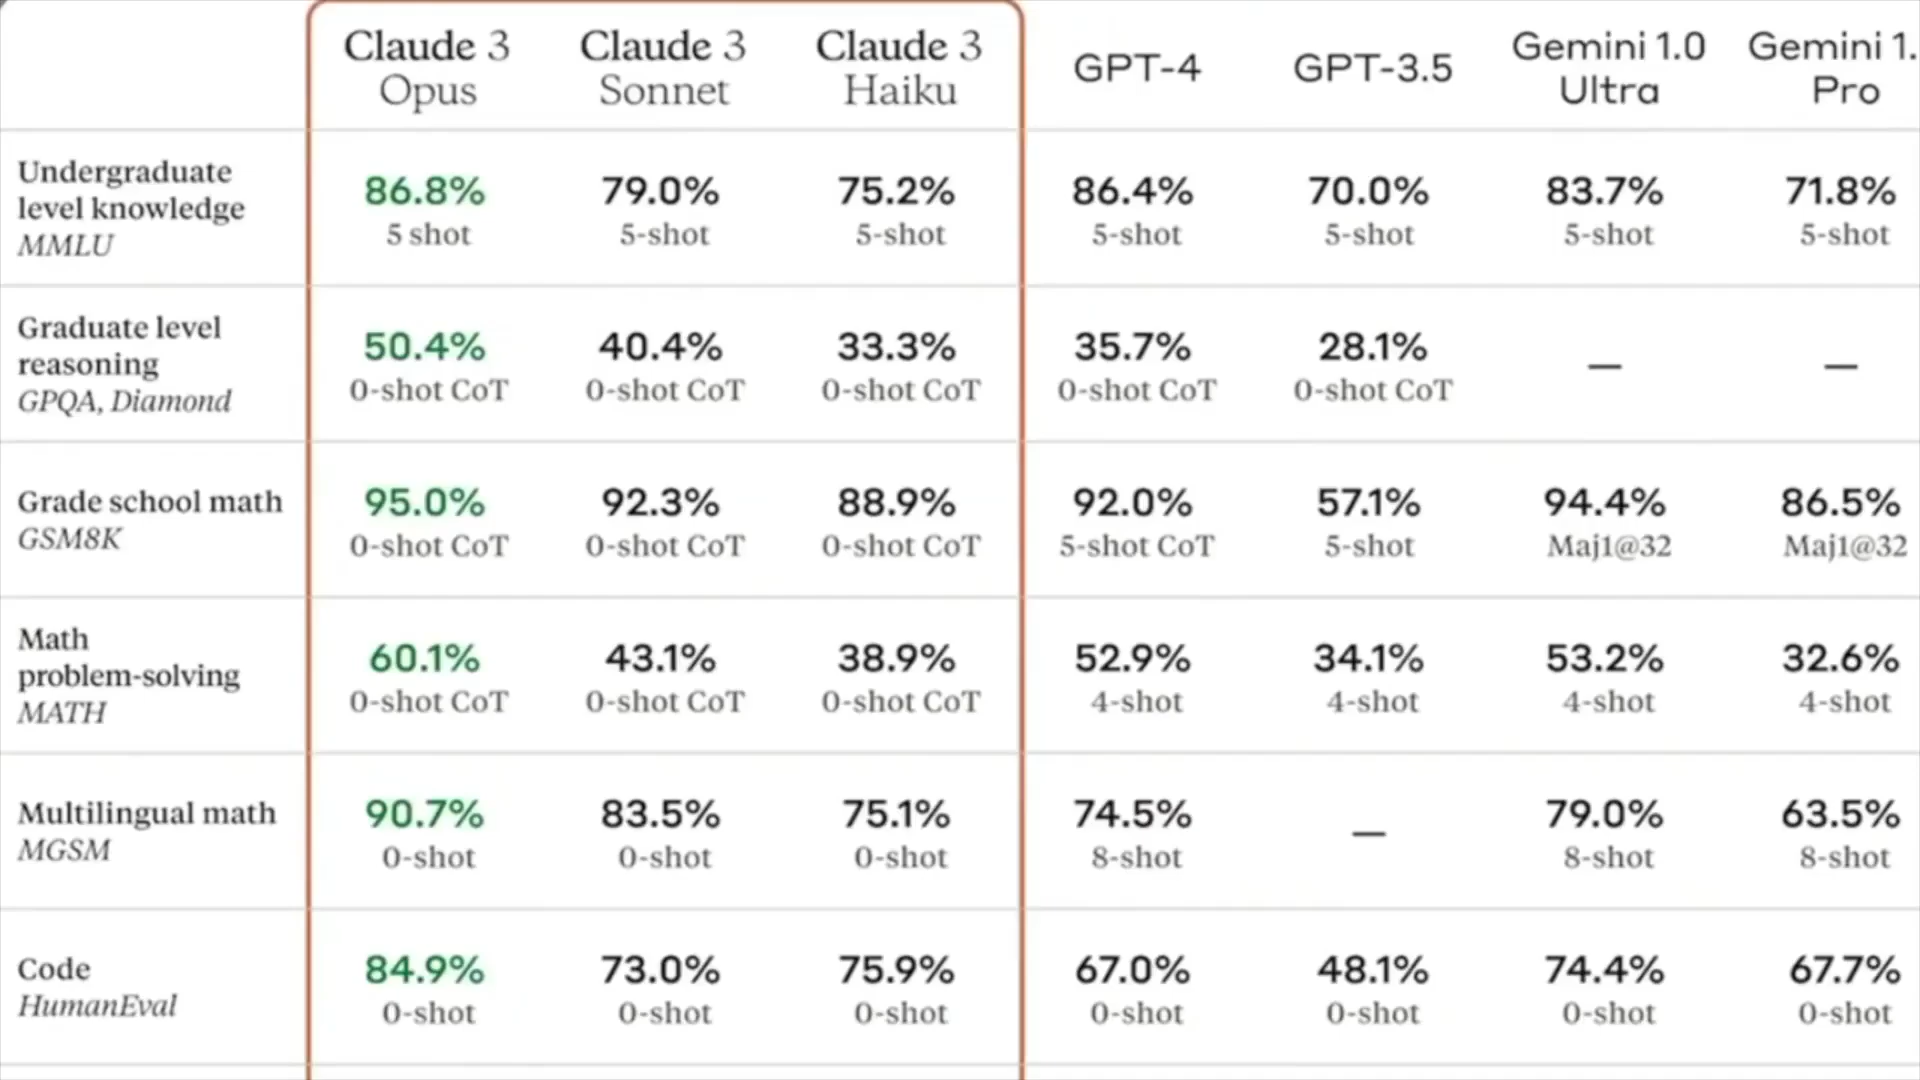 Claude 3 Claude 3 Claude 3 GPT-4 GPT-3.5 Gemini 1.0 Gemini 1.
Opus Sonnet Haiku Ultra Pro
Undergraduate
level knowledge
MMLU
86.8% 79.0% 75.2% 86.4% 70.0% 83.7% 71.8%
5 shot 5-shot 5-shot 5-shot 5-shot 5-shot 5-shot
Graduate level
reasoning
GPQA, Diamond
50.4% 40.4% 33.3% 35.7% 28.1% — —
0-shot CoT 0-shot CoT 0-shot CoT 0-shot CoT 0-shot CoT
Grade school math
GSM8K
95.0% 92.3% 88.9% 92.0% 57.1% 94.4% 86.5%
0-shot CoT 0-shot CoT 0-shot CoT 5-shot CoT 5-shot Maj1@32 Maj1@32
Math
problem-solving
MATH
60.1% 43.1% 38.9% 52.9% 34.1% 53.2% 32.6%
0-shot CoT 0-shot CoT 0-shot CoT 4-shot 4-shot 4-shot 4-shot
Multilingual math
MGSM
90.7% 83.5% 75.1% 74.5% — 79.0% 63.5%
0-shot 0-shot 0-shot 8-shot 8-shot 8-shot
Code
HumanEval
84.9% 73.0% 75.9% 67.0% 48.1% 74.4% 67.7%
0-shot 0-shot 0-shot 0-shot 0-shot 0-shot 0-shot